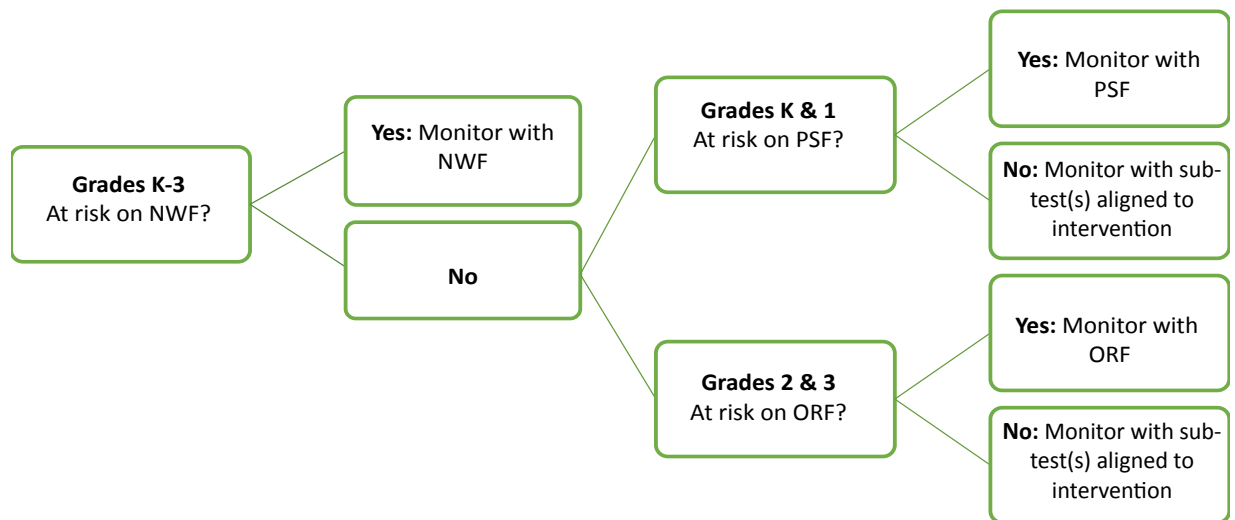 Grades K-3
At risk on NWF?
Yes: Monitor with
NWF
No
Grades K & 1
At risk on PSF?
Yes: Monitor with
PSF
No: Monitor with sub-
test(s) aligned to
intervention
Grades 2 & 3
At risk on ORF?
Yes: Monitor with
ORF
No: Monitor with sub-
test(s) aligned to
intervention